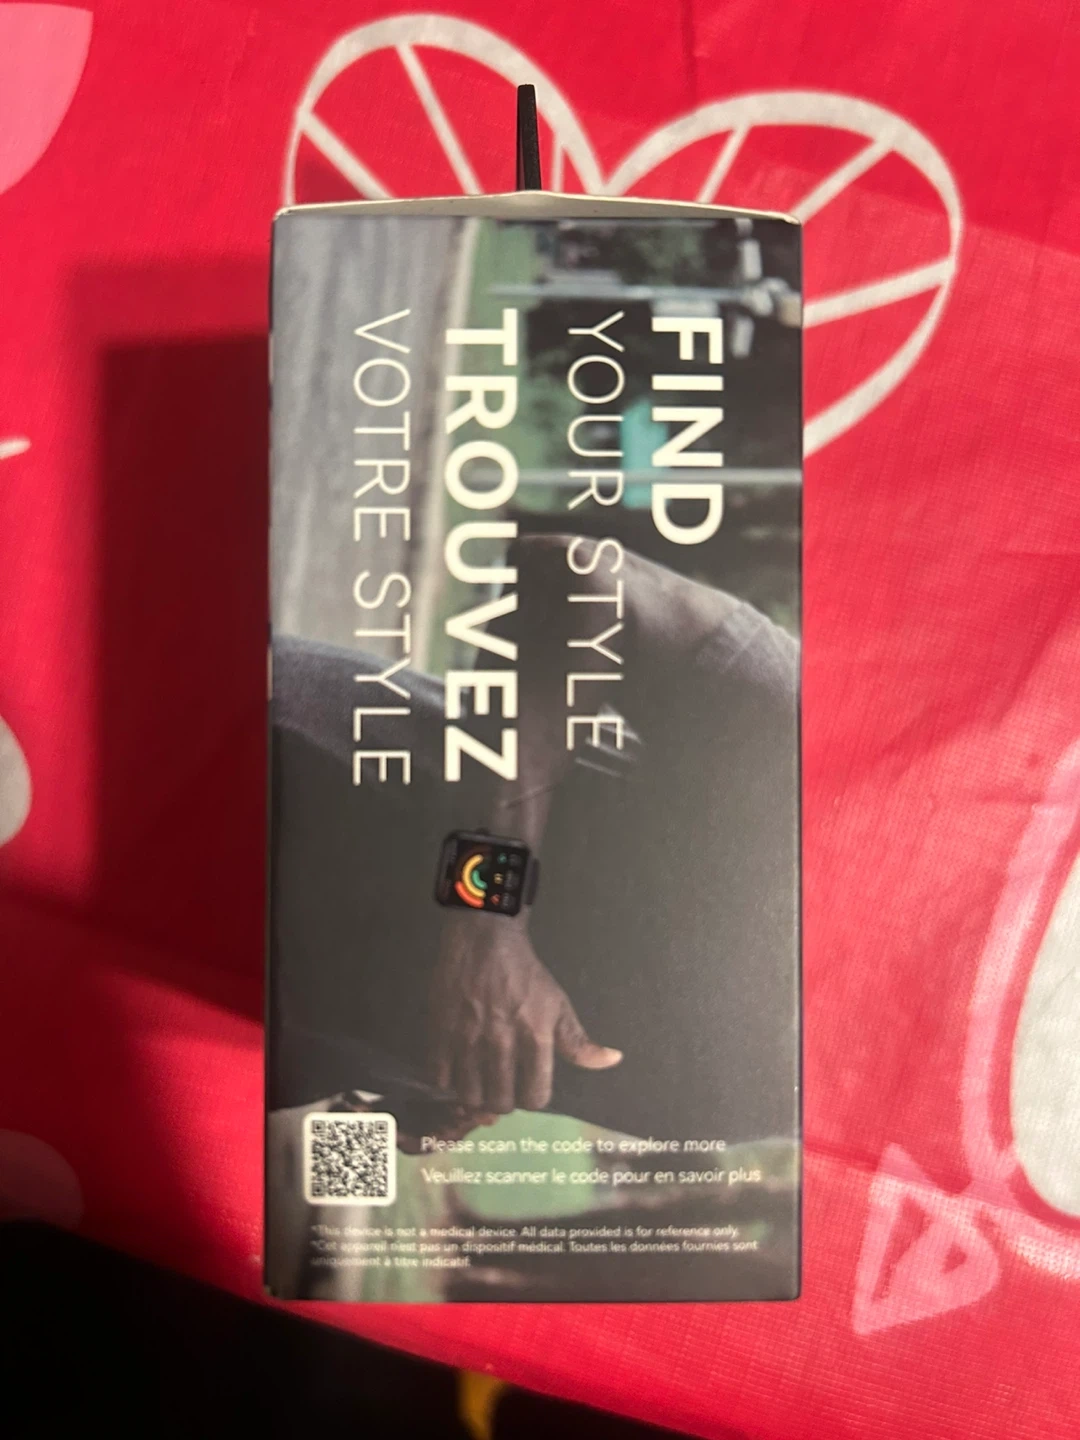 FIND
YOUR STYLE
TROUVEZ
VOTRE STYLE
Please scan the code to explore more
Veuillez scanner le code pour en savoir plus
*This device is not a medical device. All data provided is for reference only.
*Cet appareil n'est pas un dispositif médical. Toutes les données fournies sont
uniquement à titre indicatif.